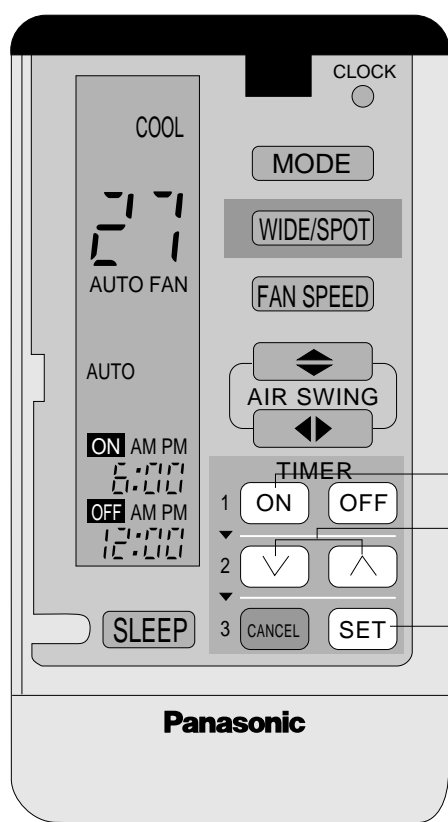 CLOCK
COOL
MODE
27
WIDE/SPOT
AUTO FAN
FAN SPEED
AUTO
AIR SWING
ON AM PM
6:00
OFF AM PM
12:00
TIMER
1 ON OFF
2
3 CANCEL SET
SLEEP
Panasonic